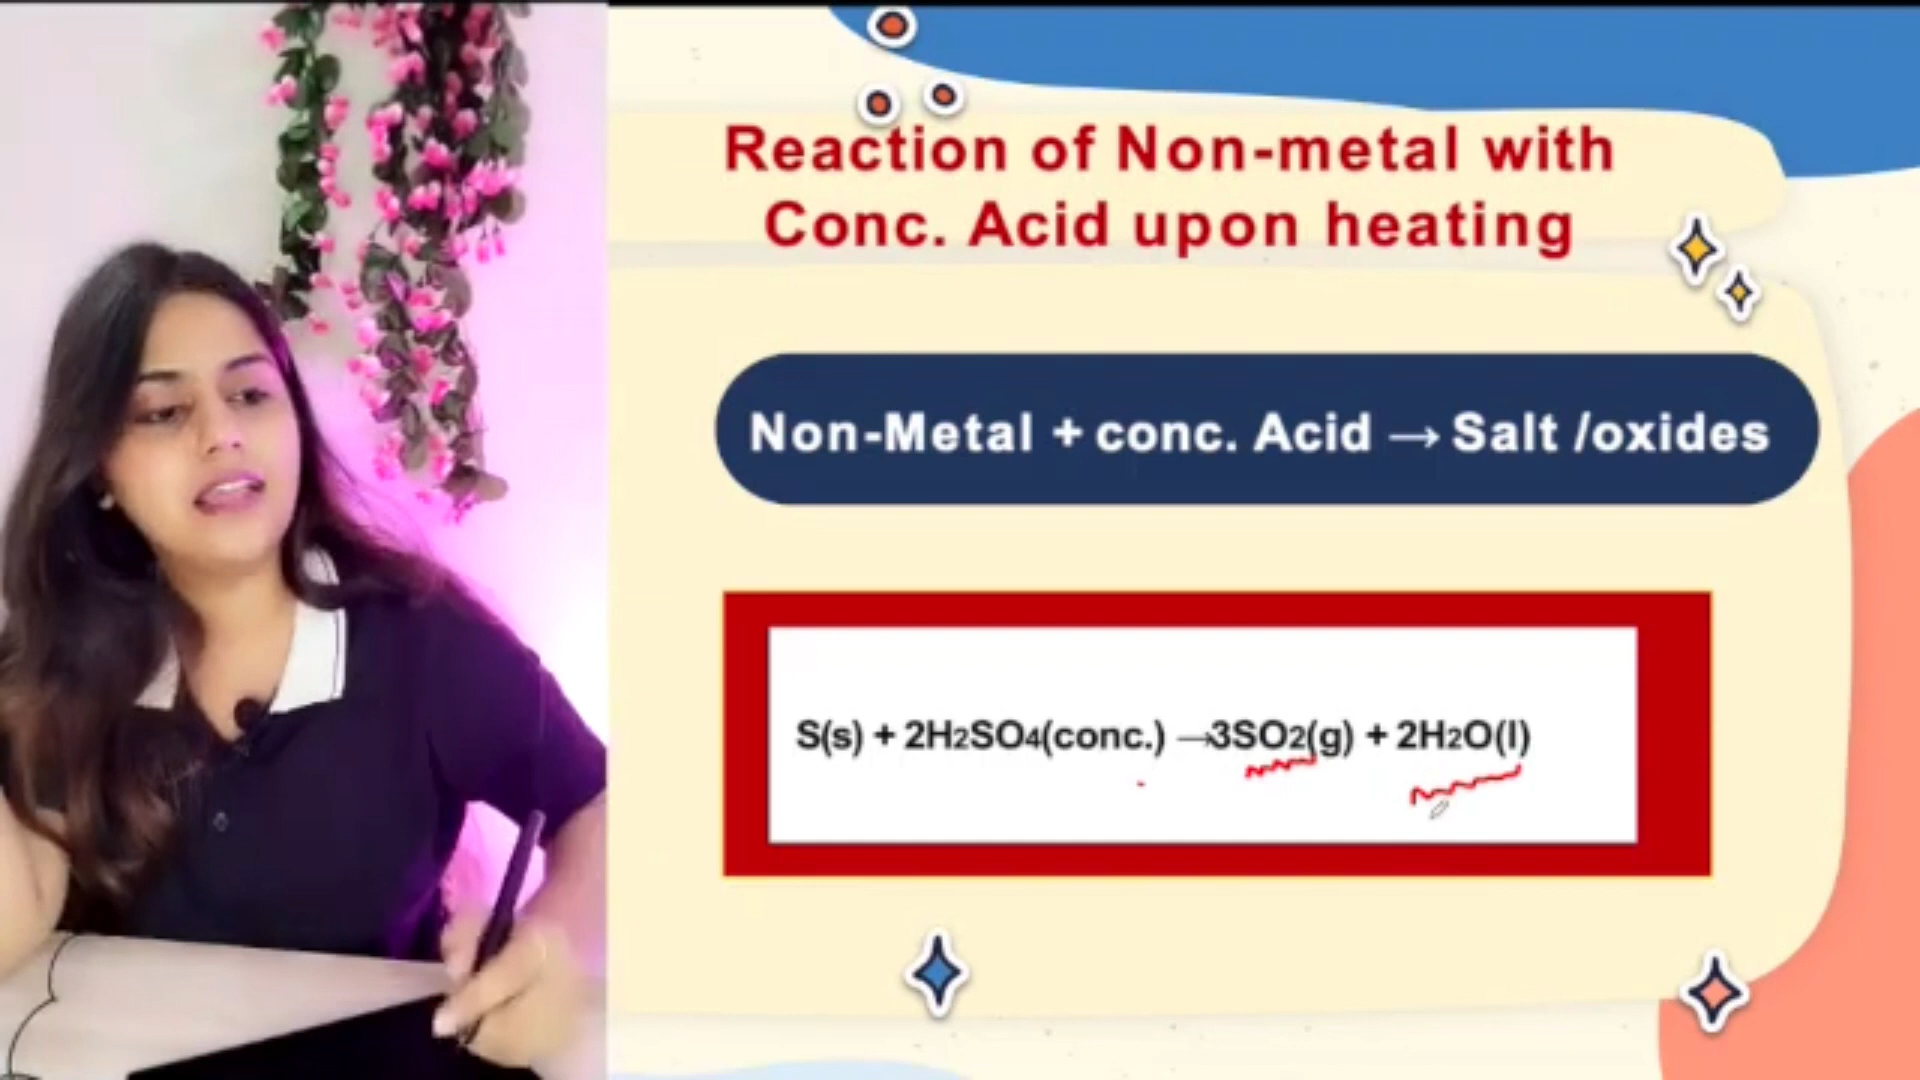 Reaction of Non-metal with
Conc. Acid upon heating
Non-Metal + conc. Acid → Salt /oxides
S(s) + 2H2SO4(conc.) →3SO2(g) + 2H2O(l)